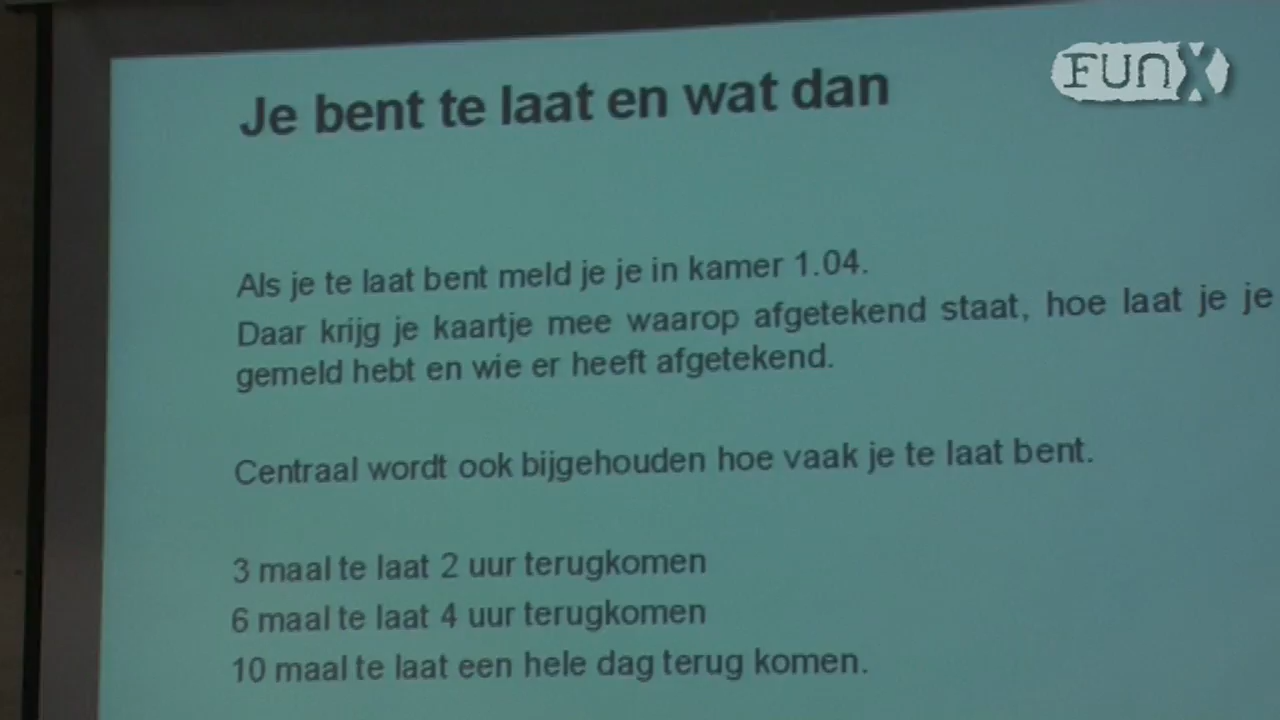 FUNX
Je bent te laat en wat dan
Als je te laat bent meld je je in kamer 1.04.
Daar krijg je kaartje mee waarop afgetekend staat, hoe laat je je
gemeld hebt en wie er heeft afgetekend.
Centraal wordt ook bijgehouden hoe vaak je te laat bent.
3 maal te laat 2 uur terugkomen
6 maal te laat 4 uur terugkomen
10 maal te laat een hele dag terug komen.